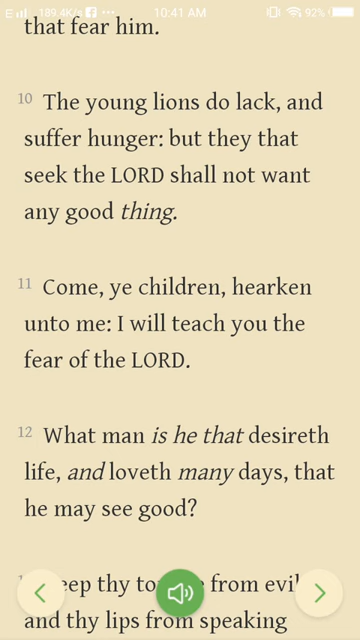 189.4K/s 10:41 AM 92%
that fear him.
10 The young lions do lack, and
suffer hunger: but they that
seek the LORD shall not want
any good thing.
11 Come, ye children, hearken
unto me: I will teach you the
fear of the LORD.
12 What man is he that desireth
life, and loveth many days, that
he may see good?
thy from evil
and thy lips from speaking